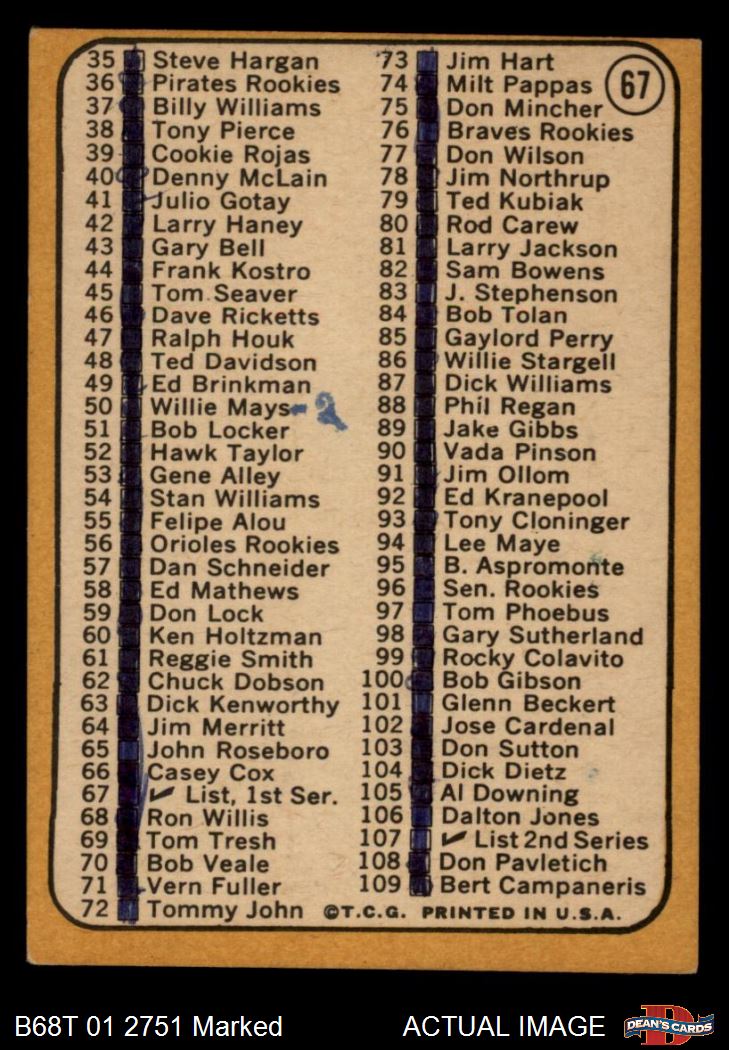 67
35 Steve Hargan
36 Pirates Rookies
37 Billy Williams
38 Tony Pierce
39 Cookie Rojas
40 Denny McLain
41 Julio Gotay
42 Larry Haney
43 Gary Bell
44 Frank Kostro
45 Tom Seaver
46 Dave Ricketts
47 Ralph Houk
48 Ted Davidson
49 Ed Brinkman
50 Willie Mays
51 Bob Locker
52 Hawk Taylor
53 Gene Alley
54 Stan Williams
55 Felipe Alou
56 Orioles Rookies
57 Dan Schneider
58 Ed Mathews
59 Don Lock
60 Ken Holtzman
61 Reggie Smith
62 Chuck Dobson
63 Dick Kenworthy
64 Jim Merritt
65 John Roseboro
66 Casey Cox
67 ✔ List, 1st Ser.
68 Ron Willis
69 Tom Tresh
70 Bob Veale
71 Vern Fuller
72 Tommy John
73 Jim Hart
74 Milt Pappas
75 Don Mincher
76 Braves Rookies
77 Don Wilson
78 Jim Northrup
79 Ted Kubiak
80 Rod Carew
81 Larry Jackson
82 Sam Bowens
83 J. Stephenson
84 Bob Tolan
85 Gaylord Perry
86 Willie Stargell
87 Dick Williams
88 Phil Regan
89 Jake Gibbs
90 Vada Pinson
91 Jim Ollom
92 Ed Kranepool
93 Tony Cloninger
94 Lee Maye
95 B. Aspromonte
96 Sen. Rookies
97 Tom Phoebus
98 Gary Sutherland
99 Rocky Colavito
100 Bob Gibson
101 Glenn Beckert
102 Jose Cardenal
103 Don Sutton
104 Dick Dietz
105 Al Downing
106 Dalton Jones
107 ✔ List 2nd Series
108 Don Pavletich
109 Bert Campaneris
©T.C.G. PRINTED IN U.S.A.
B68T 01 2751 Marked
ACTUAL IMAGE
D
DEAN'S CARDS